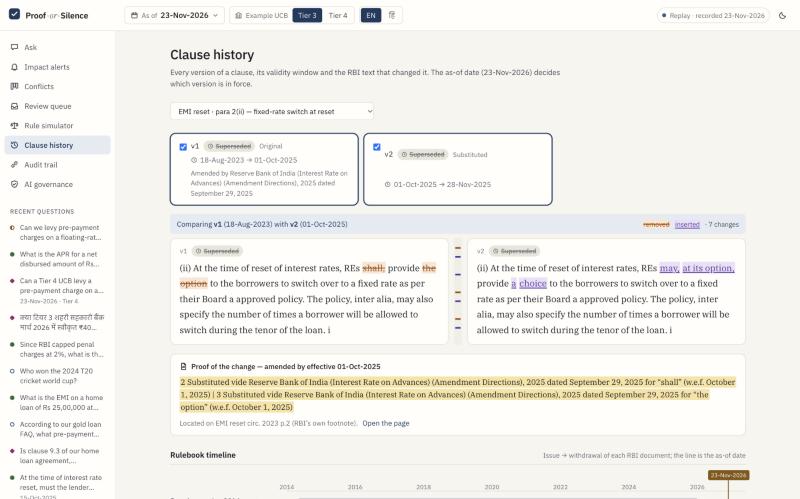 Proof-or-Silence
As of 23-Nov-2026
Example UCB Tier 3 Tier 4
EN हिं
Replay · recorded 23-Nov-2026
Ask
Impact alerts
Conflicts
Review queue
Rule simulator
Clause history
Audit trail
AI governance
RECENT QUESTIONS
Can we levy pre-payment
charges on a floating-rat…
What is the APR for a net
disbursed amount of Rs…
Can a Tier 4 UCB levy a
pre-payment charge on a…
23-Nov-2026 · Tier 4
क्या टियर 3 शहरी सहकारी बैंक
मार्च 2026 में स्वीकृत ₹40…
Since RBI capped penal
charges at 2%, what is th…
Who won the 2024 T20
cricket world cup?
What is the EMI on a home
loan of Rs 25,00,000 at…
According to our gold loan
FAQ, what pre-payment…
Is clause 9.3 of our home
loan agreement,…
At the time of interest rate
reset, must the lender…
15-Oct-2025
Clause history
Every version of a clause, its validity window and the RBI text that changed it. The as-of date (23-Nov-2026) decides
which version is in force.
EMI reset · para 2(ii) — fixed-rate switch at reset
v1 Superseded Original
18-Aug-2023 → 01-Oct-2025
Amended by Reserve Bank of India (Interest Rate on
Advances) (Amendment Directions), 2025 dated
September 29, 2025
v2 Superseded Substituted
01-Oct-2025 → 28-Nov-2025
Comparing v1 (18-Aug-2023) with v2 (01-Oct-2025)
removed inserted · 7 changes
v1 Superseded
(ii) At the time of reset of interest rates, REs shall, provide the
option to the borrowers to switch over to a fixed rate as per
their Board a approved policy. The policy, inter alia, may also
specify the number of times a borrower will be allowed to
switch during the tenor of the loan. i
v2 Superseded
(ii) At the time of reset of interest rates, REs may, at its option,
provide a choice to the borrowers to switch over to a fixed
rate as per their Board a approved policy. The policy, inter
alia, may also specify the number of times a borrower will be
allowed to switch during the tenor of the loan. i
Proof of the change — amended by effective 01-Oct-2025
2 Substituted vide Reserve Bank of India (Interest Rate on Advances) (Amendment Directions), 2025 dated September 29, 2025 for “shall” (w.e.f. October
1, 2025) | 3 Substituted vide Reserve Bank of India (Interest Rate on Advances) (Amendment Directions), 2025 dated September 29, 2025 for “the
option” (w.e.f. October 1, 2025)
Located on EMI reset circ. 2023 p.2 (RBI's own footnote). Open the page
Rulebook timeline
Issue → withdrawal of each RBI document; the line is the as-of date
23-Nov-2026
2014 2016 2018 2020 2022 2024 2026